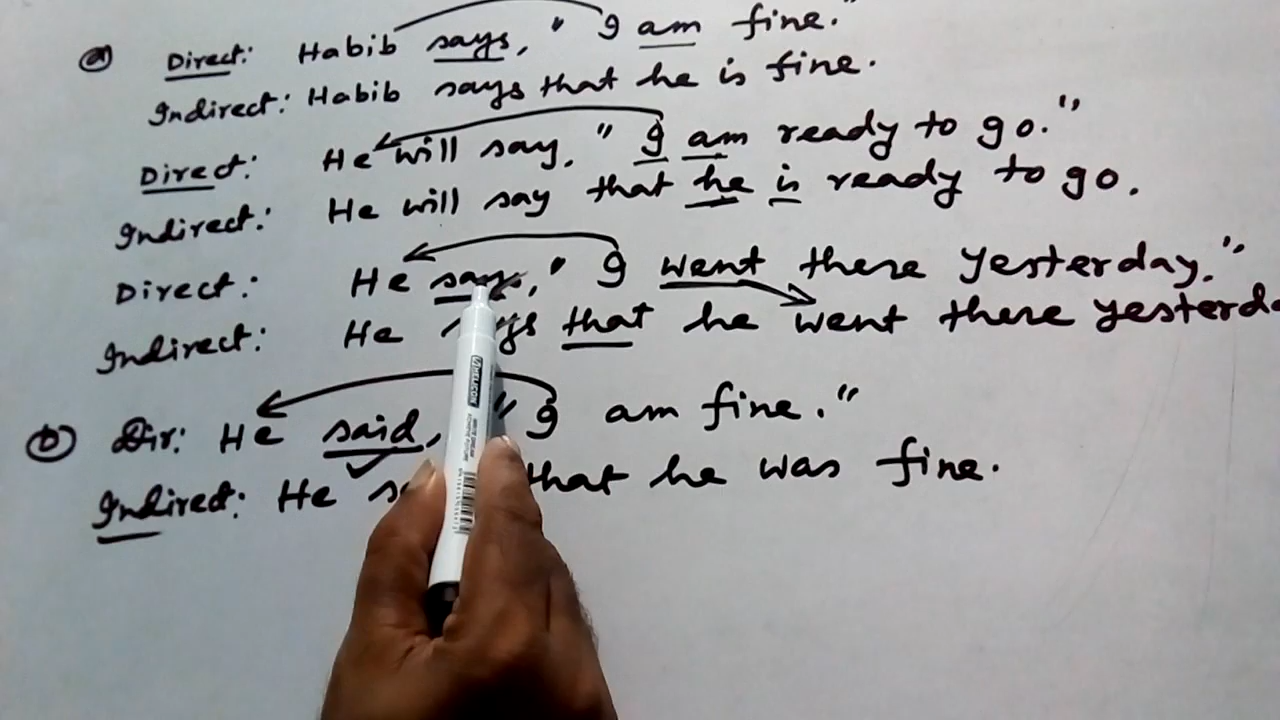 ⓐ Direct: Habib says, " I am fine."
Indirect: Habib says that he is fine.
Direct: He will say, " I am ready to go."
Indirect: He will say that he is ready to go.
Direct: He says, " I went there yesterday."
Indirect: He says that he went there yesterd
ⓑ Dir: He said, " I am fine."
Indirect: He that he was fine.